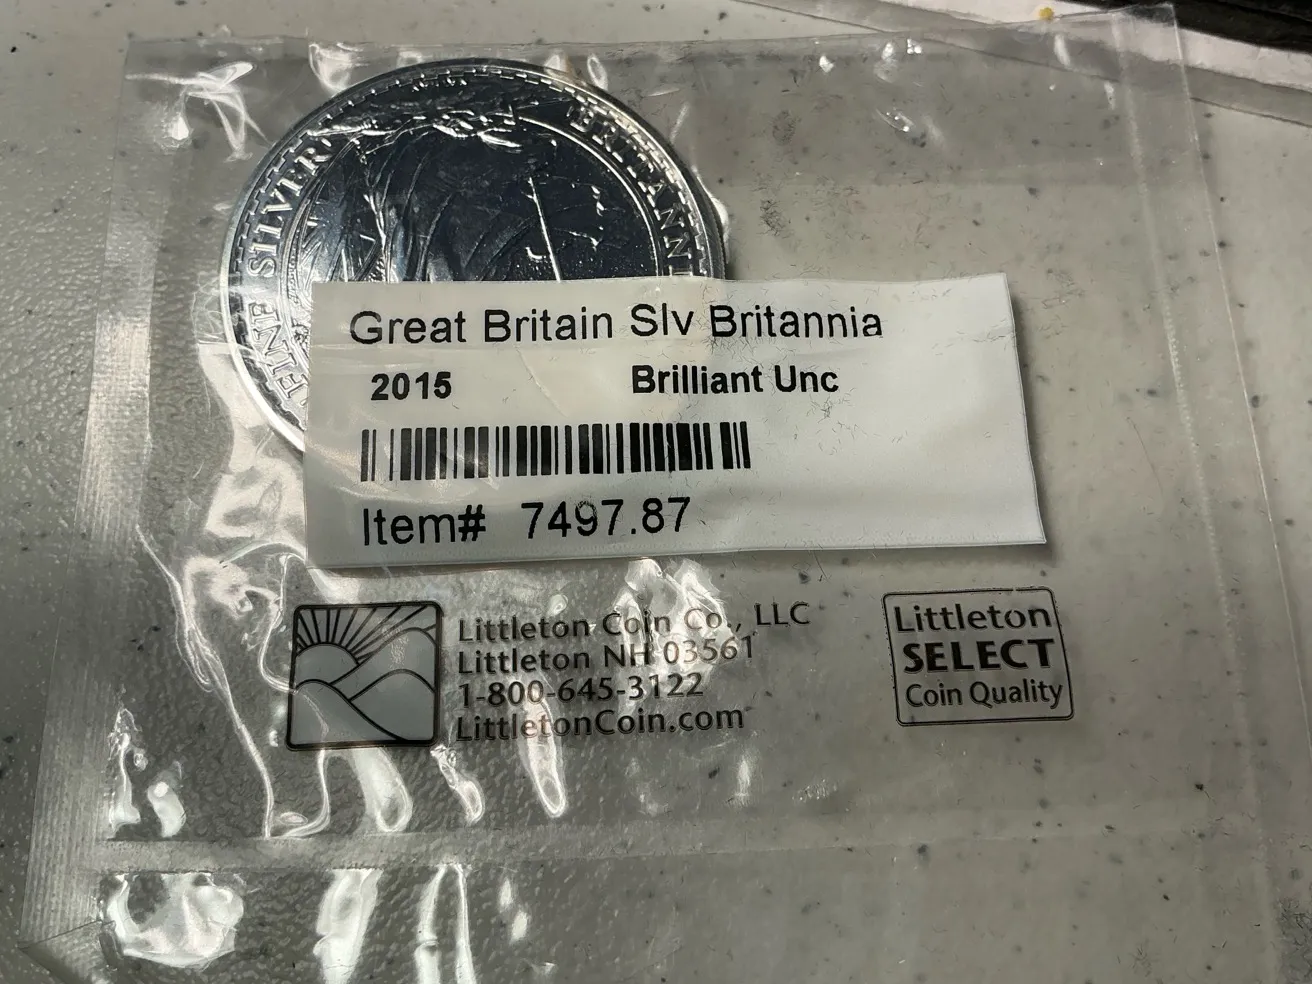 FINE SILVER
BRITANNI
Great Britain Slv Britannia
2015 Brilliant Unc
Item# 7497.87
Littleton Coin Co., LLC
Littleton NH 03561
1-800-645-3122
LittletonCoin.com
Littleton
SELECT
Coin Quality